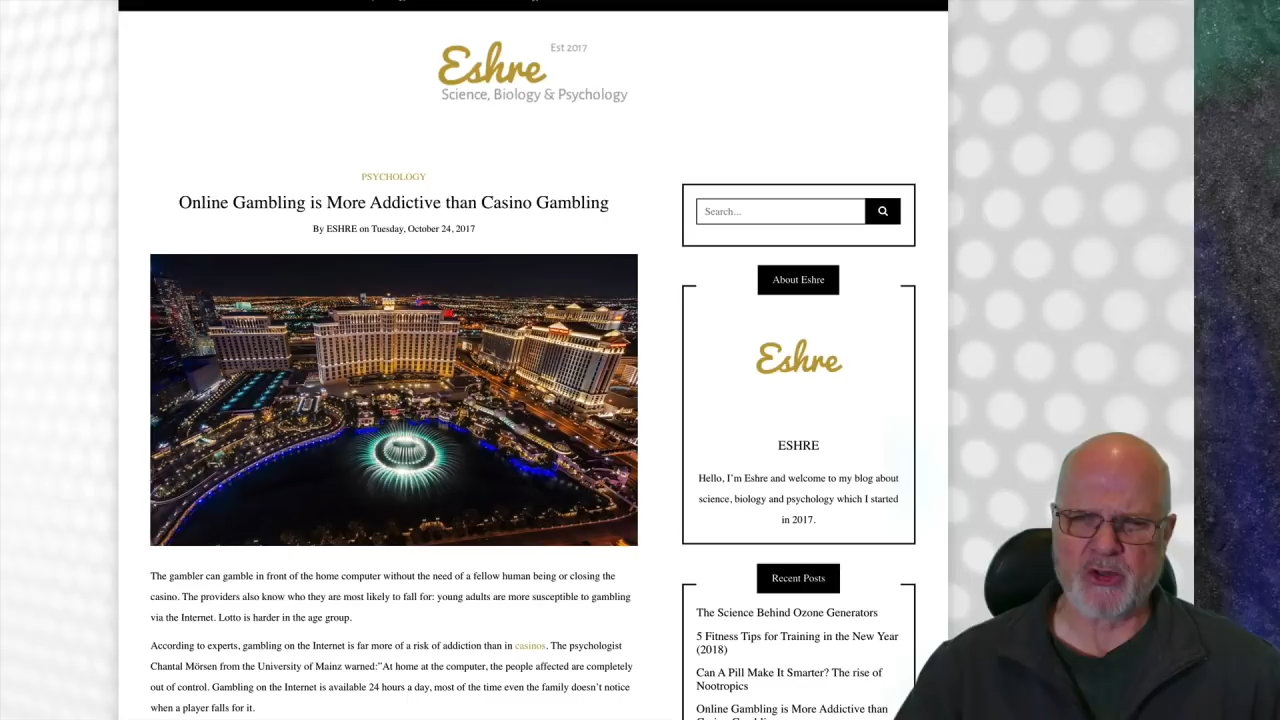 Est 2017
Eshre
Science, Biology & Psychology
PSYCHOLOGY
Online Gambling is More Addictive than Casino Gambling
By ESHRE on Tuesday, October 24, 2017
The gambler can gamble in front of the home computer without the need of a fellow human being or closing the
casino. The providers also know who they are most likely to fall for: young adults are more susceptible to gambling
via the Internet. Lotto is harder in the age group.
According to experts, gambling on the Internet is far more of a risk of addiction than in casinos. The psychologist
Chantal Mörsen from the University of Mainz warned:”At home at the computer, the people affected are completely
out of control. Gambling on the Internet is available 24 hours a day, most of the time even the family doesn’t notice
when a player falls for it.
Search...
About Eshre
Eshre
ESHRE
Hello, I’m Eshre and welcome to my blog about
science, biology and psychology which I started
in 2017.
Recent Posts
The Science Behind Ozone Generators
5 Fitness Tips for Training in the New Year
(2018)
Can A Pill Make It Smarter? The rise of
Nootropics
Online Gambling is More Addictive than